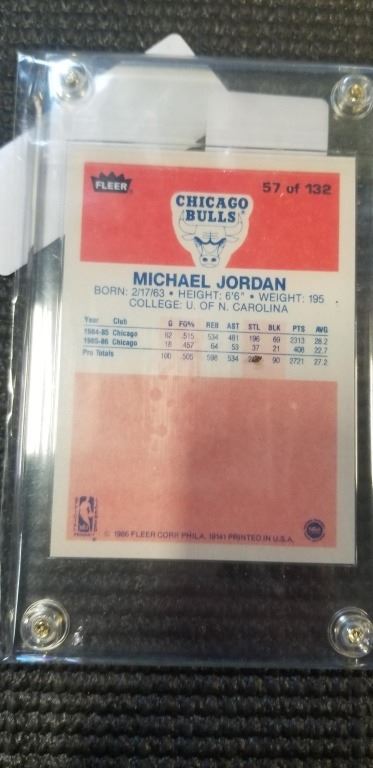 FLEER
57 of 132
CHICAGO
BULLS
MICHAEL JORDAN
BORN: 2/17/63 • HEIGHT: 6'6" • WEIGHT: 195
COLLEGE: U. OF N. CAROLINA
Year Club G FG% REB AST STL BLK PTS AVG
1984-85 Chicago 82 .515 534 481 196 69 2313 28.2
1985-86 Chicago 18 .457 64 53 37 21 408 22.7
Pro Totals 100 .505 598 534 90 2721 27.2
NBA
© 1986 FLEER CORP. PHILA. 19141 PRINTED IN U.S.A.